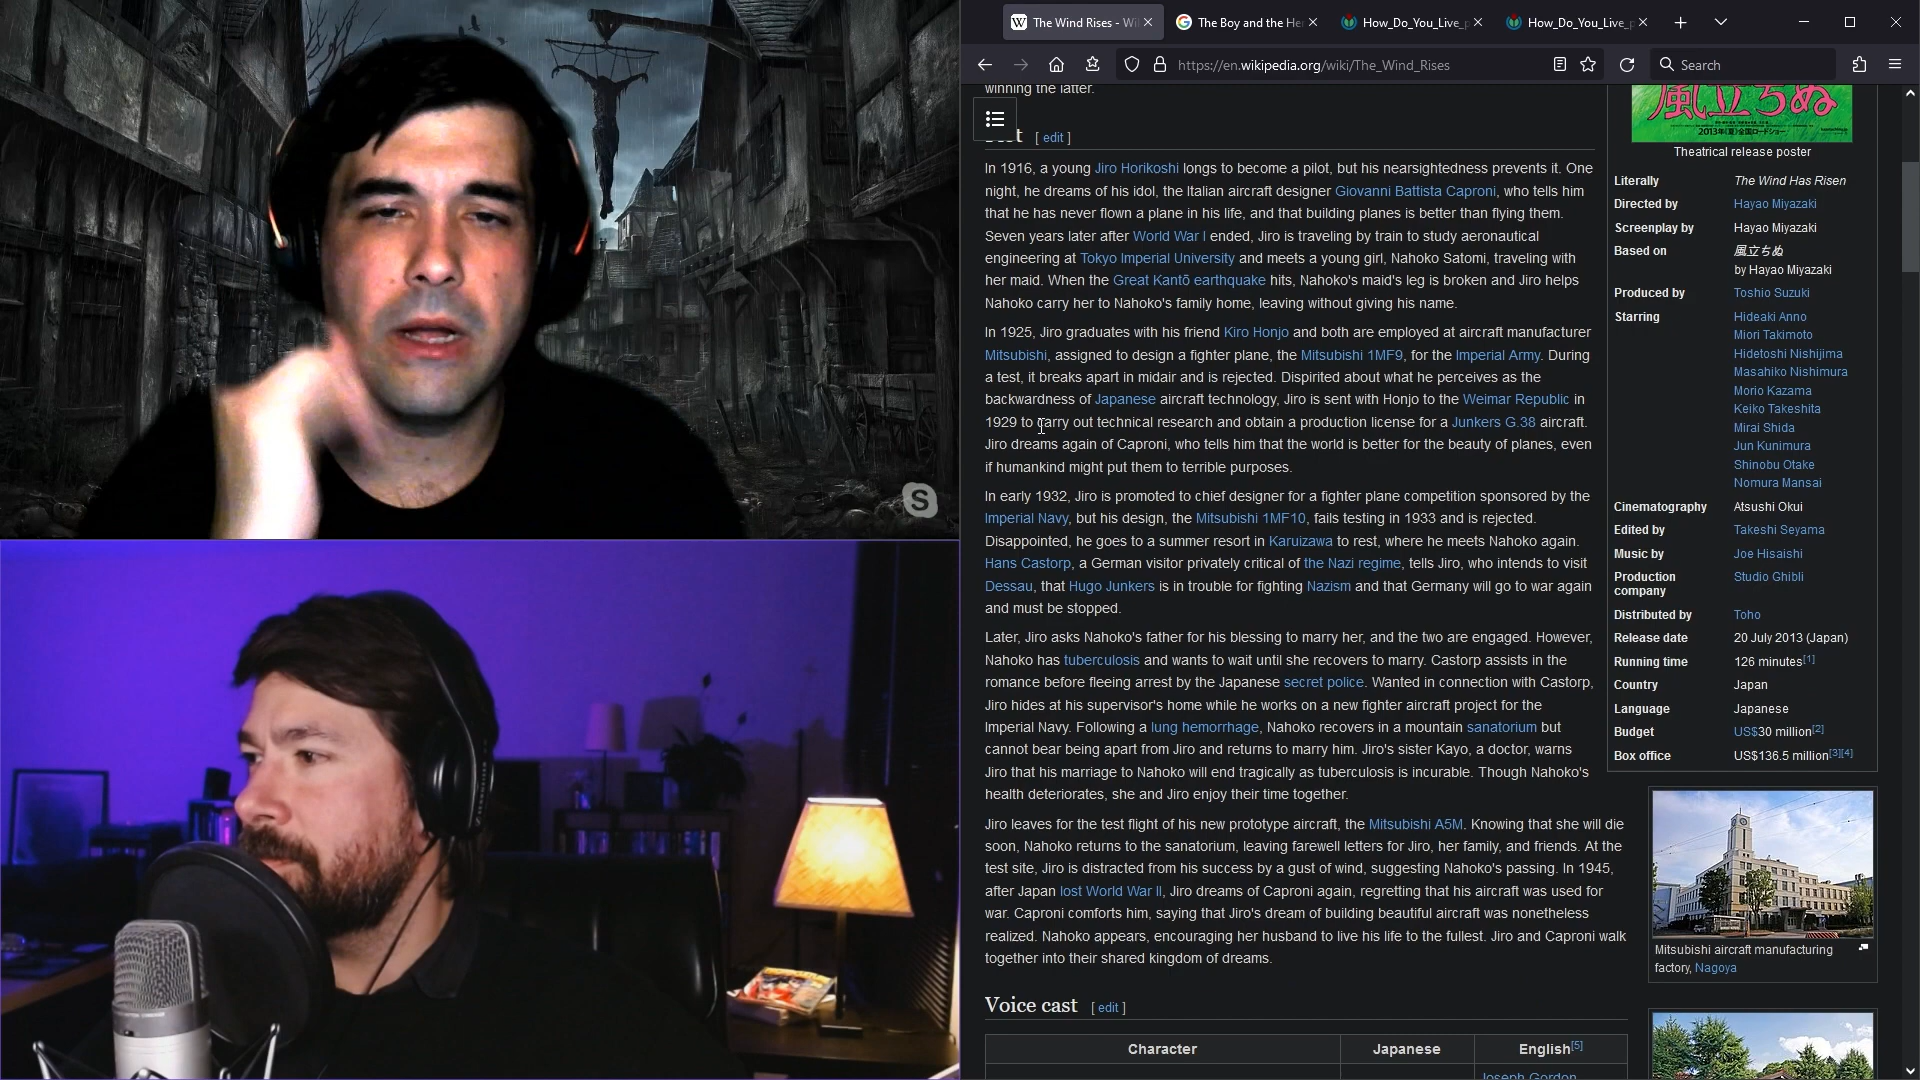 The Wind Rises - Wi
The Boy and the He
How_Do_You_Live_
How_Do_You_Live_p
https://en.wikipedia.org/wiki/The_Wind_Rises
Search
winning the latter.
[ edit ]
In 1916, a young Jiro Horikoshi longs to become a pilot, but his nearsightedness prevents it. One
night, he dreams of his idol, the Italian aircraft designer Giovanni Battista Caproni, who tells him
that he has never flown a plane in his life, and that building planes is better than flying them.
Seven years later after World War I ended, Jiro is traveling by train to study aeronautical
engineering at Tokyo Imperial University and meets a young girl, Nahoko Satomi, traveling with
her maid. When the Great Kantō earthquake hits, Nahoko's maid's leg is broken and Jiro helps
Nahoko carry her to Nahoko's family home, leaving without giving his name.
In 1925, Jiro graduates with his friend Kiro Honjo and both are employed at aircraft manufacturer
Mitsubishi, assigned to design a fighter plane, the Mitsubishi 1MF9, for the Imperial Army. During
a test, it breaks apart in midair and is rejected. Dispirited about what he perceives as the
backwardness of Japanese aircraft technology, Jiro is sent with Honjo to the Weimar Republic in
1929 to carry out technical research and obtain a production license for a Junkers G.38 aircraft.
Jiro dreams again of Caproni, who tells him that the world is better for the beauty of planes, even
if humankind might put them to terrible purposes.
In early 1932, Jiro is promoted to chief designer for a fighter plane competition sponsored by the
Imperial Navy, but his design, the Mitsubishi 1MF10, fails testing in 1933 and is rejected.
Disappointed, he goes to a summer resort in Karuizawa to rest, where he meets Nahoko again.
Hans Castorp, a German visitor privately critical of the Nazi regime, tells Jiro, who intends to visit
Dessau, that Hugo Junkers is in trouble for fighting Nazism and that Germany will go to war again
and must be stopped.
Later, Jiro asks Nahoko's father for his blessing to marry her, and the two are engaged. However,
Nahoko has tuberculosis and wants to wait until she recovers to marry. Castorp assists in the
romance before fleeing arrest by the Japanese secret police. Wanted in connection with Castorp,
Jiro hides at his supervisor's home while he works on a new fighter aircraft project for the
Imperial Navy. Following a lung hemorrhage, Nahoko recovers in a mountain sanatorium but
cannot bear being apart from Jiro and returns to marry him. Jiro's sister Kayo, a doctor, warns
Jiro that his marriage to Nahoko will end tragically as tuberculosis is incurable. Though Nahoko's
health deteriorates, she and Jiro enjoy their time together.
Jiro leaves for the test flight of his new prototype aircraft, the Mitsubishi A5M. Knowing that she will die
soon, Nahoko returns to the sanatorium, leaving farewell letters for Jiro, her family, and friends. At the
test site, Jiro is distracted from his success by a gust of wind, suggesting Nahoko's passing. In 1945,
after Japan lost World War II, Jiro dreams of Caproni again, regretting that his aircraft was used for
war. Caproni comforts him, saying that Jiro's dream of building beautiful aircraft was nonetheless
realized. Nahoko appears, encouraging her husband to live his life to the fullest. Jiro and Caproni walk
together into their shared kingdom of dreams.
Voice cast [ edit ]
Character Japanese English[5]
Joseph Gordon
風立ちぬ
Theatrical release poster
Literally The Wind Has Risen
Directed by Hayao Miyazaki
Screenplay by Hayao Miyazaki
Based on 風立ちぬ
by Hayao Miyazaki
Produced by Toshio Suzuki
Starring Hideaki Anno
Miori Takimoto
Hidetoshi Nishijima
Masahiko Nishimura
Morio Kazama
Keiko Takeshita
Mirai Shida
Jun Kunimura
Shinobu Otake
Nomura Mansai
Cinematography Atsushi Okui
Edited by Takeshi Seyama
Music by Joe Hisaishi
Production Studio Ghibli
company
Distributed by Toho
Release date 20 July 2013 (Japan)
Running time 126 minutes[1]
Country Japan
Language Japanese
Budget US$30 million[2]
Box office US$136.5 million[3][4]
Mitsubishi aircraft manufacturing
factory, Nagoya